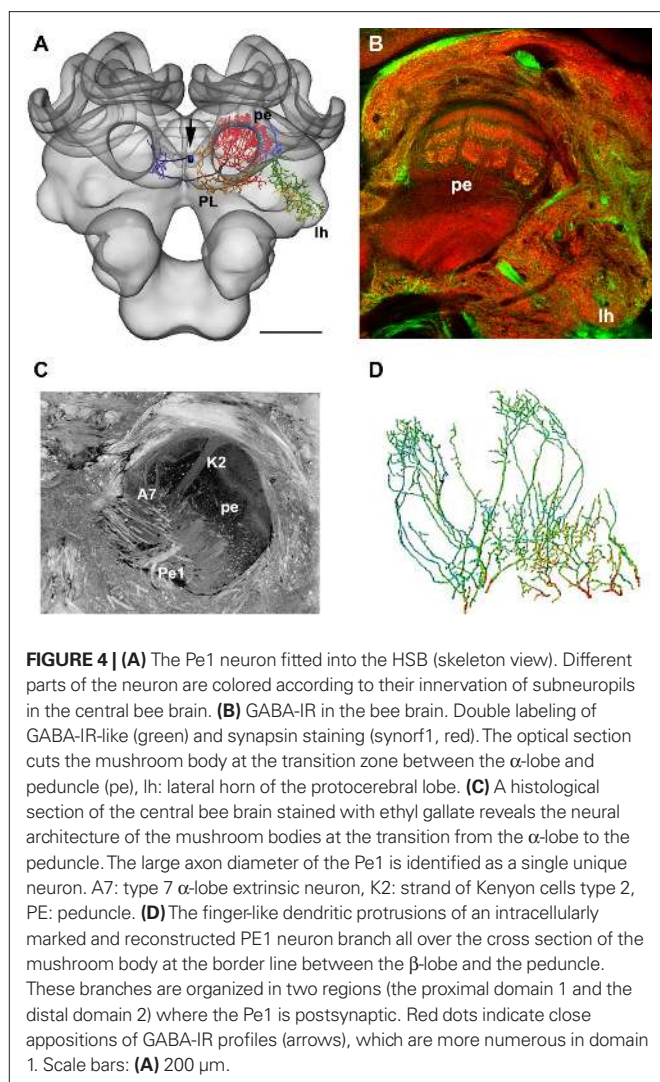 A
B
pe
PL
lh
pe
lh
C
D
K2
A7
pe
Pe1
FIGURE 4 | (A) The Pe1 neuron fitted into the HSB (skeleton view). Different
parts of the neuron are colored according to their innervation of subneuropils
in the central bee brain. (B) GABA-IR in the bee brain. Double labeling of
GABA-IR-like (green) and synapsin staining (synorf1, red). The optical section
cuts the mushroom body at the transition zone between the α-lobe and
peduncle (pe), lh: lateral horn of the protocerebral lobe. (C) A histological
section of the central bee brain stained with ethyl gallate reveals the neural
architecture of the mushroom bodies at the transition from the α-lobe to the
peduncle. The large axon diameter of the Pe1 is identified as a single unique
neuron. A7: type 7 α-lobe extrinsic neuron, K2: strand of Kenyon cells type 2,
PE: peduncle. (D) The finger-like dendritic protrusions of an intracellularly
marked and reconstructed PE1 neuron branch all over the cross section of the
mushroom body at the border line between the β-lobe and the peduncle.
These branches are organized in two regions (the proximal domain 1 and the
distal domain 2) where the Pe1 is postsynaptic. Red dots indicate close
appositions of GABA-IR profiles (arrows), which are more numerous in domain
1. Scale bars: (A) 200 μm.